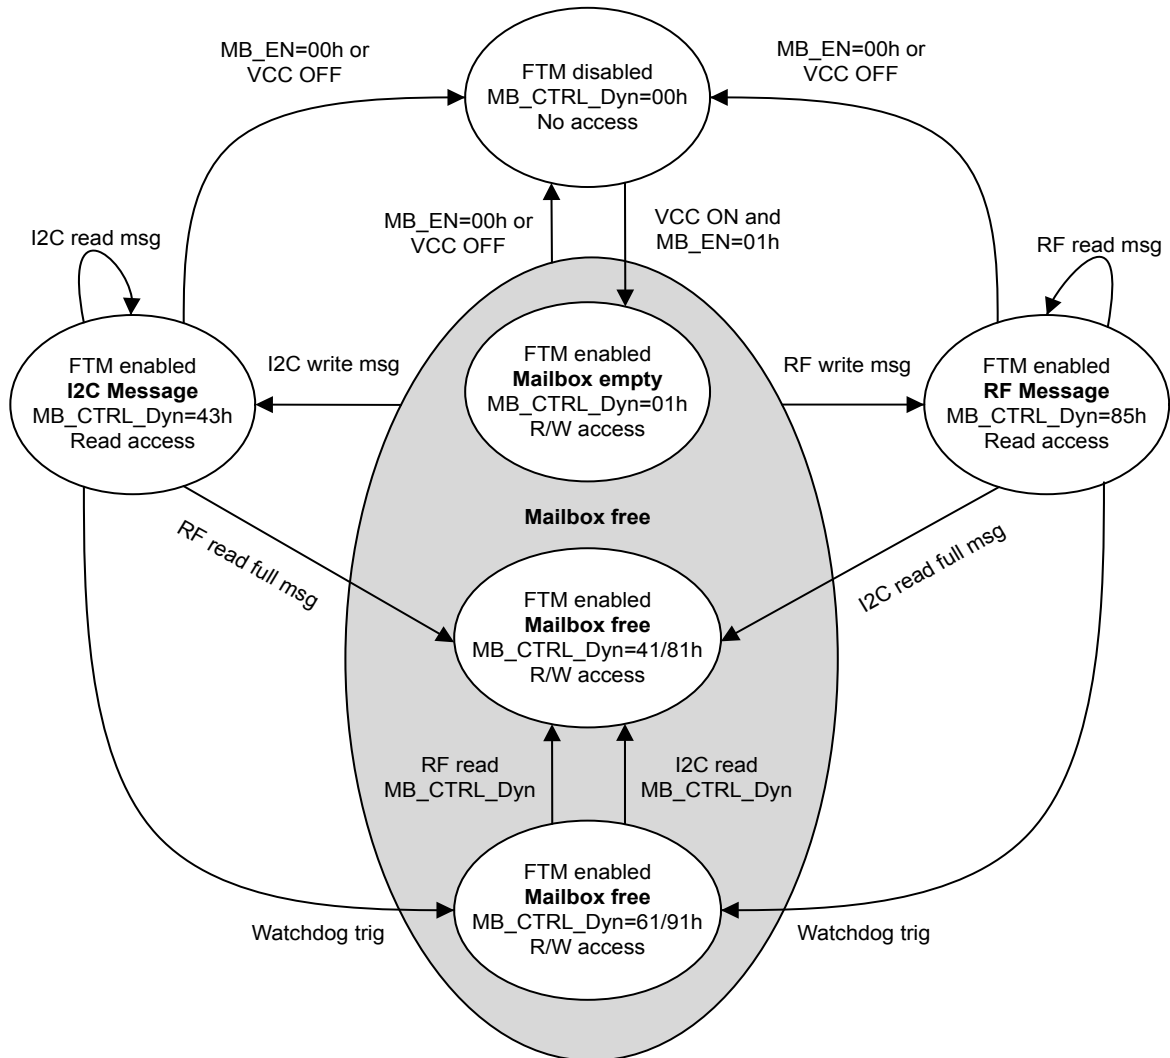 MB_EN=00h or
VCC OFF
FTM disabled
MB_CTRL_Dyn=00h
No access
MB_EN=00h or
VCC OFF
MB_EN=00h or
VCC OFF
VCC ON and
MB_EN=01h
I2C read msg
RF read msg
FTM enabled
I2C Message
MB_CTRL_Dyn=43h
Read access
I2C write msg
FTM enabled
Mailbox empty
MB_CTRL_Dyn=01h
R/W access
RF write msg
FTM enabled
RF Message
MB_CTRL_Dyn=85h
Read access
Mailbox free
RF read full msg
I2C read full msg
FTM enabled
Mailbox free
MB_CTRL_Dyn=41/81h
R/W access
RF read
MB_CTRL_Dyn
I2C read
MB_CTRL_Dyn
FTM enabled
Mailbox free
MB_CTRL_Dyn=61/91h
R/W access
Watchdog trig
Watchdog trig